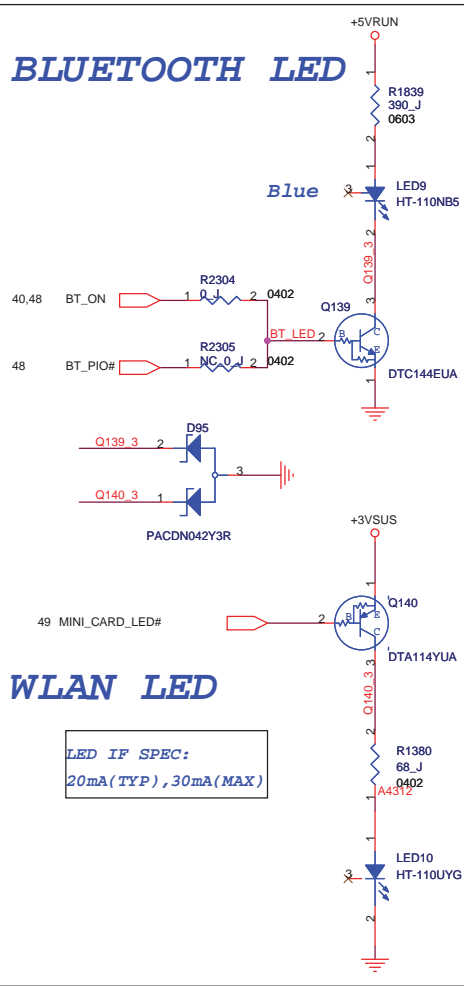 +5VRUN
BLUETOOTH LED
1
R1839
390_J
0603
2
1
Blue
3
LED9
HT-110NB5
2
Q139_3
R2304
40,48 BT_ON 1 0_J 2 0402
Q139
3
C
BT_LED 2 B
E
R2305
48 BT_PIO# 1 NC_0_J 2 0402
1
DTC144EUA
D95
Q139_3 2
3
Q140_3 1
PACDN042Y3R
+3VSUS
1
Q140
49 MINI_CARD_LED# 2 B
E
C
DTA114YUA
3
Q140_3
WLAN LED
2
LED IF SPEC:
20mA(TYP),30mA(MAX)
R1380
68_J
0402
A4312
1
1
LED10
3
HT-110UYG
2